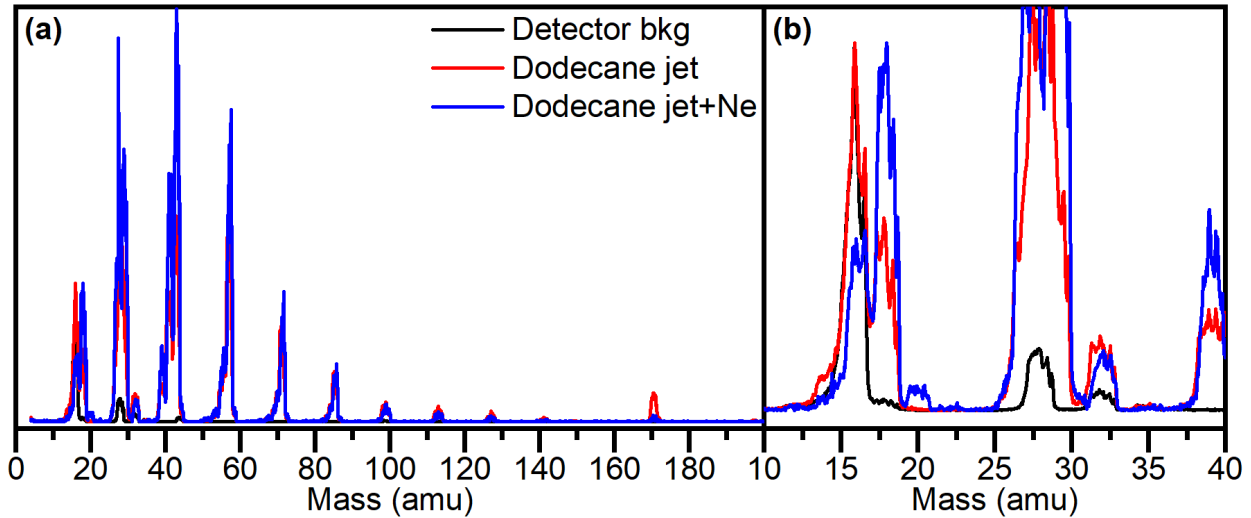 (a)
Detector bkg
Dodecane jet
Dodecane jet+Ne
(b)
0 20 40 60 80 100 120 140 160 180
10 15 20 25 30 35 40
Mass (amu)
Mass (amu)